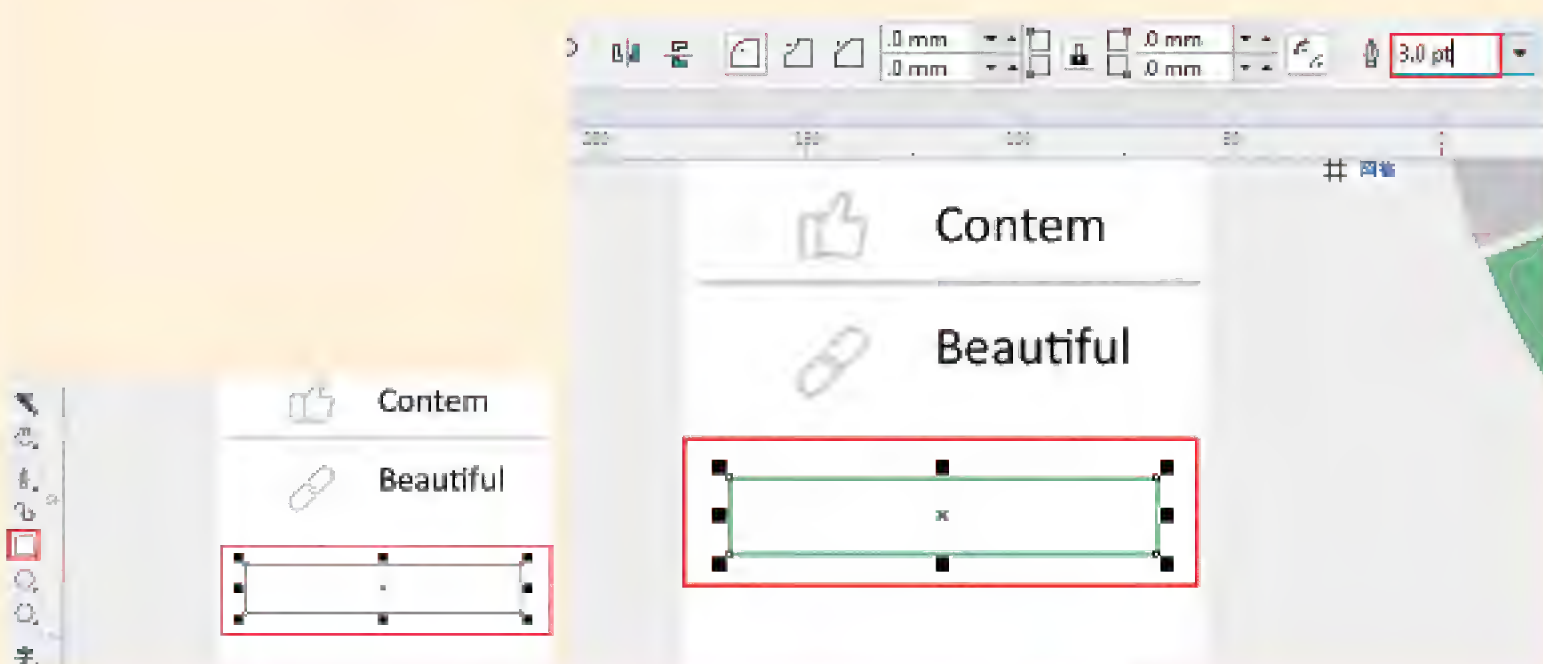 .0 mm .0 mm 3.0 pt
.0 mm .0 mm
Contem
Beautiful
Contem
Beautiful